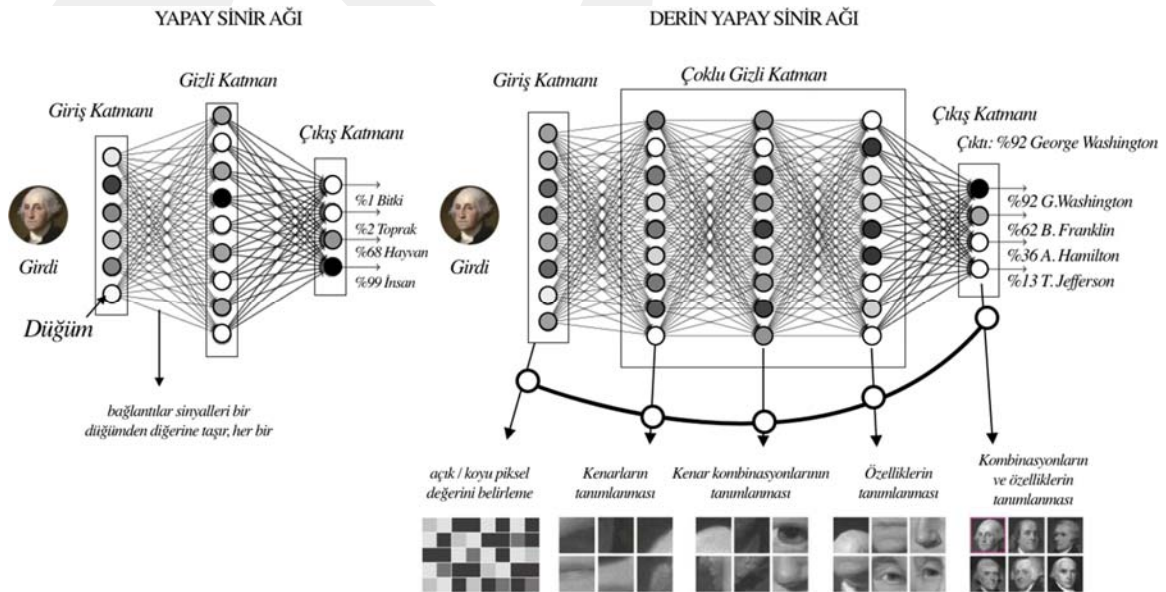 YAPAY SİNİR AĞI
Gizli Katman
Giriş Katmanı
Çıkış Katmanı
%1 Bitki
%2 Toprak
%68 Hayvan
%99 İnsan
Girdi
Düğüm
bağlantılar sinyalleri bir
düğümden diğerine taşır, her bir
DERİN YAPAY SİNİR AĞI
Giriş Katmanı
Çoklu Gizli Katman
Çıkış Katmanı
Çıktı: %92 George Washington
%92 G.Washington
%62 B. Franklin
%36 A. Hamilton
%13 T. Jefferson
Girdi
açık / koyu piksel
değerini belirleme
Kenarların
tanımlanması
Kenar kombinasyonlarının
tanımlanması
Özelliklerin
tanımlanması
Kombinasyonların
ve özelliklerin
tanımlanması